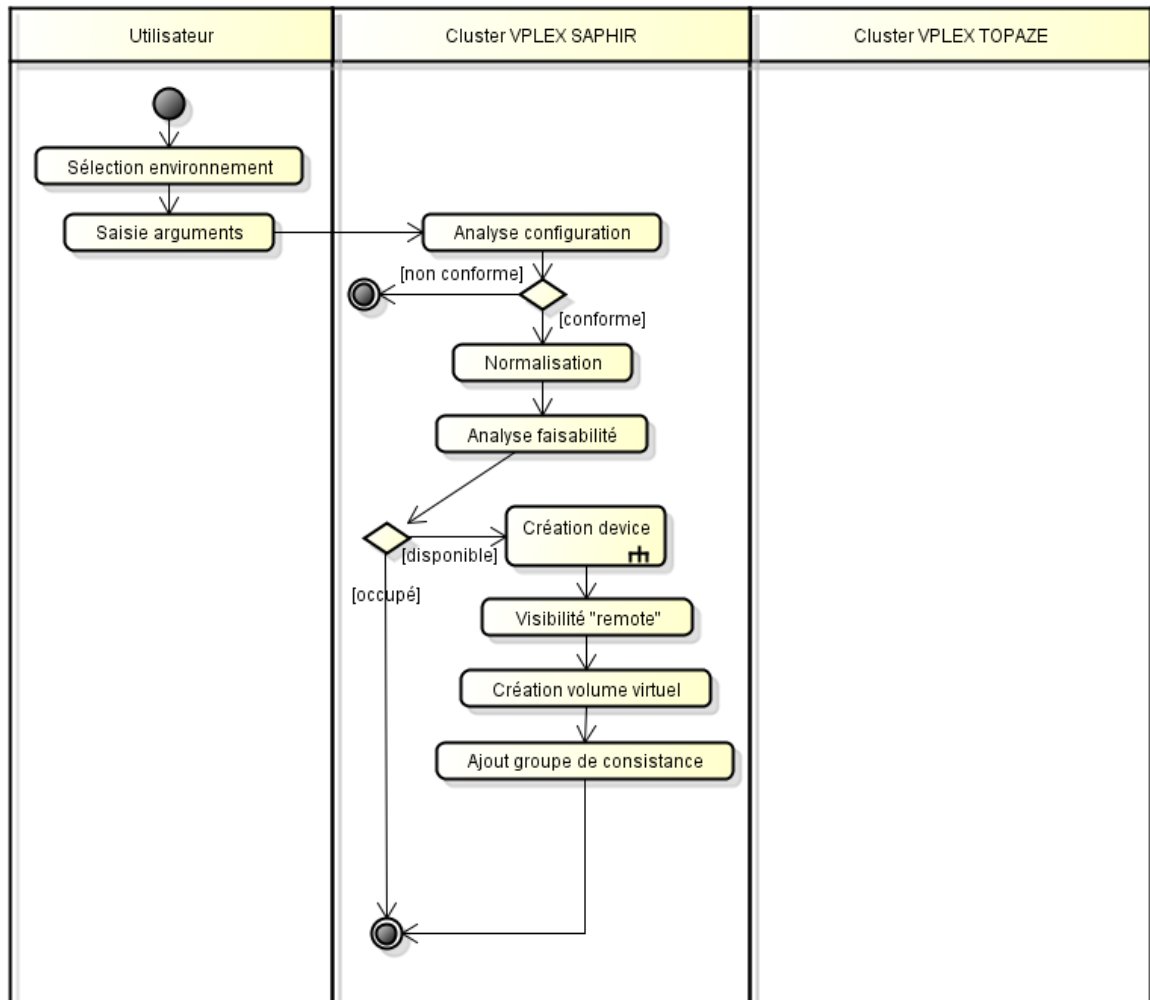 Utilisateur
Cluster VPLEX SAPHIR
Cluster VPLEX TOPAZE
Sélection environnement
Saisie arguments
Analyse configuration
[non conforme]
[conforme]
Normalisation
Analyse faisabilité
Création device
[disponible]
[occupé]
Visibilité "remote"
Création volume virtuel
Ajout groupe de consistance